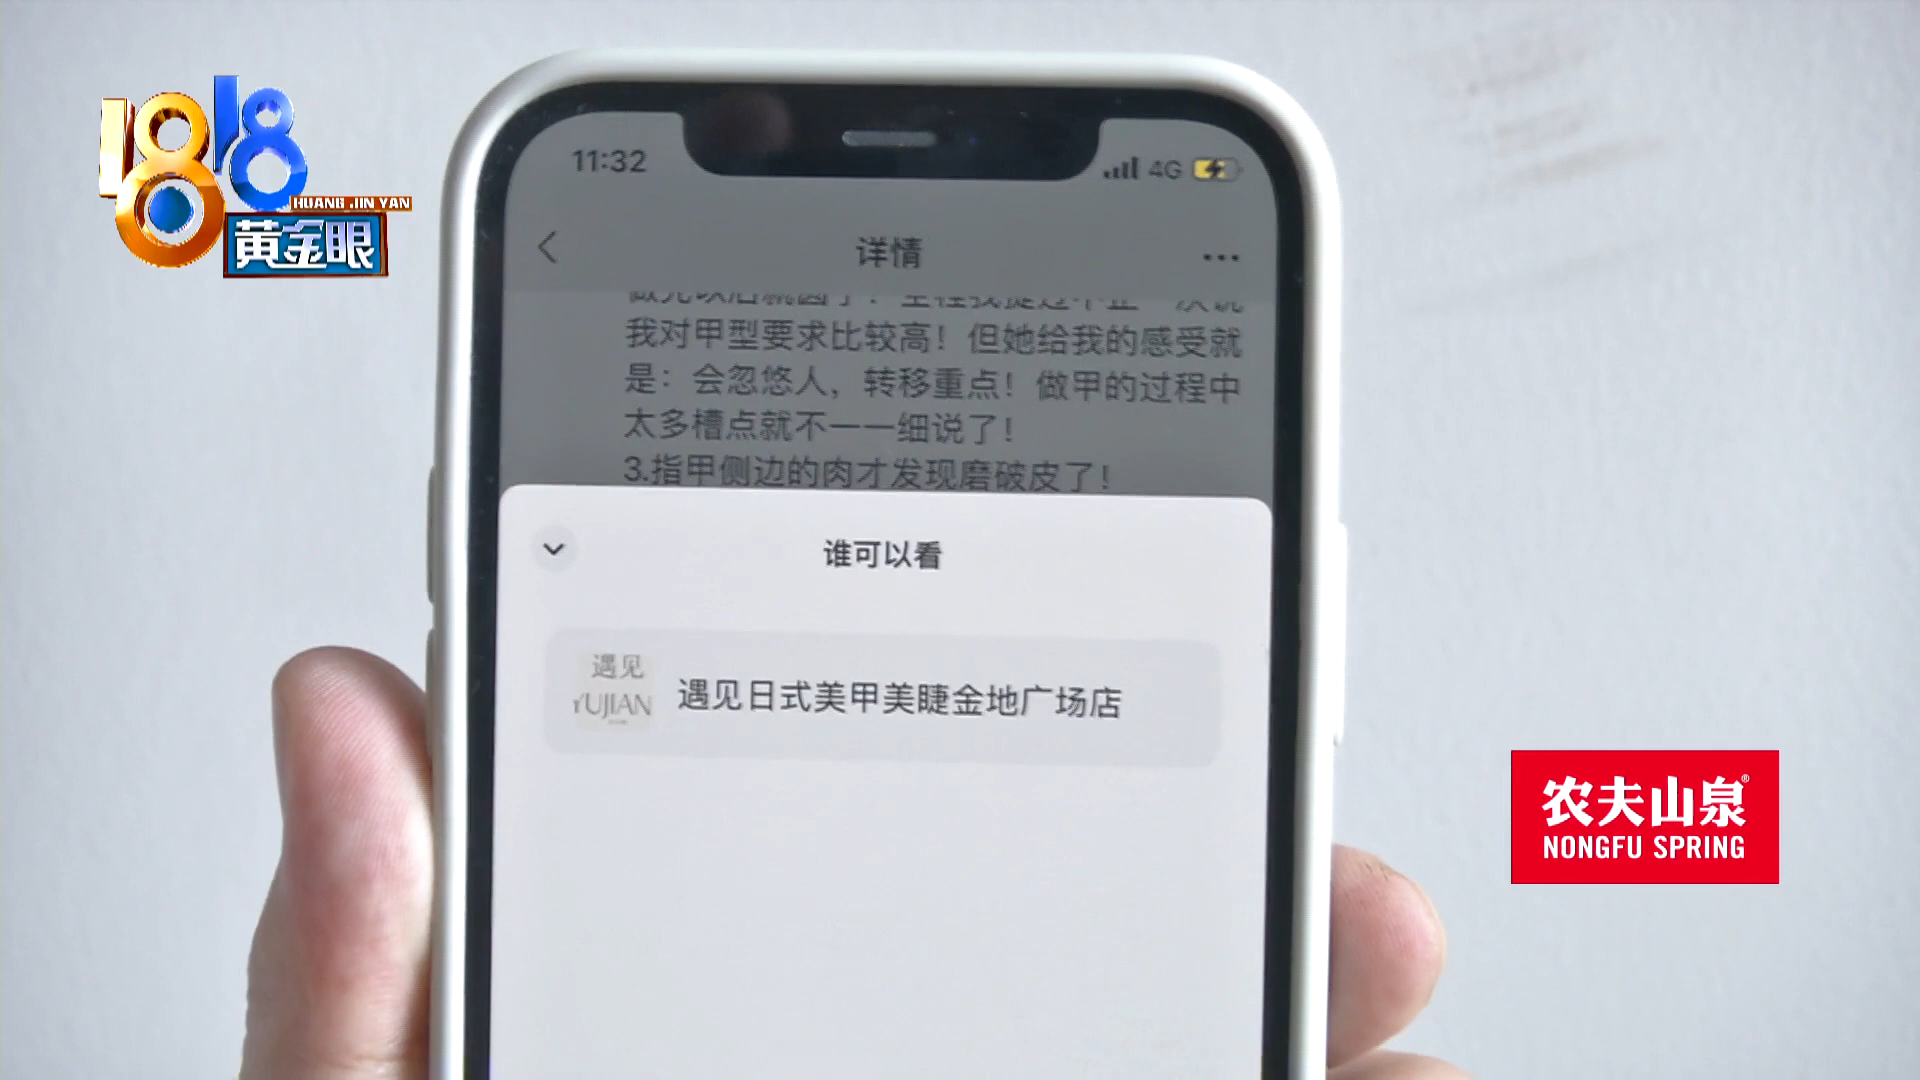 1818
HUANG JIN YAN
黄金眼
11:32
4G
详情
我对甲型要求比较高！但她给我的感受就
是：会忽悠人，转移重点！做甲的过程中
太多槽点就不一一细说了！
3.指甲侧边的肉才发现磨破皮了！
谁可以看
遇见
YUJIAN
遇见日式美甲美睫金地广场店
农夫山泉®
NONGFU SPRING